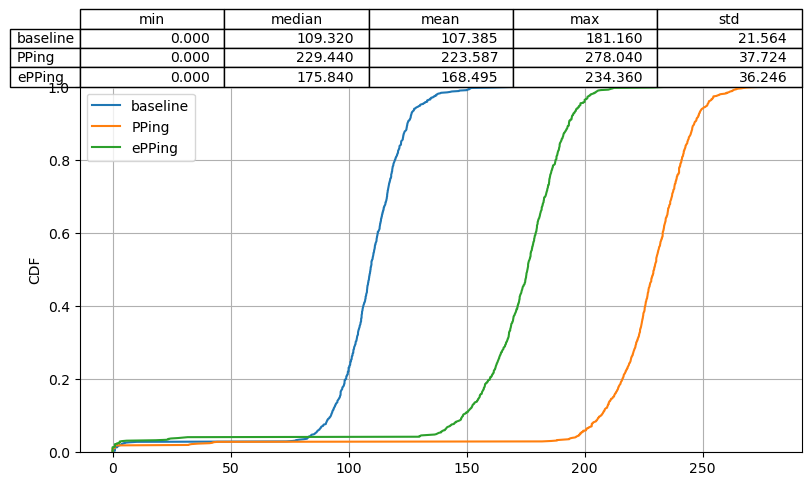 min median mean max std
baseline 0.000 109.320 107.385 181.160 21.564
PPing 0.000 229.440 223.587 278.040 37.724
ePPing 0.000 175.840 168.495 234.360 36.246
1.0
baseline
PPing
ePPing
0.8
0.6
CDF
0.4
0.2
0.0
0 50 100 150 200 250